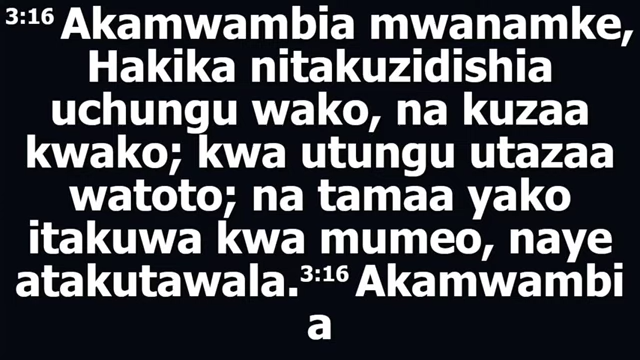 3:16 Akamwambia mwanamke,
Hakika nitakuzidishia
uchungu wako, na kuzaa
kwako; kwa utungu utazaa
watoto; na tamaa yako
itakuwa kwa mumeo, naye
atakutawala.3:16 Akamwambi
a